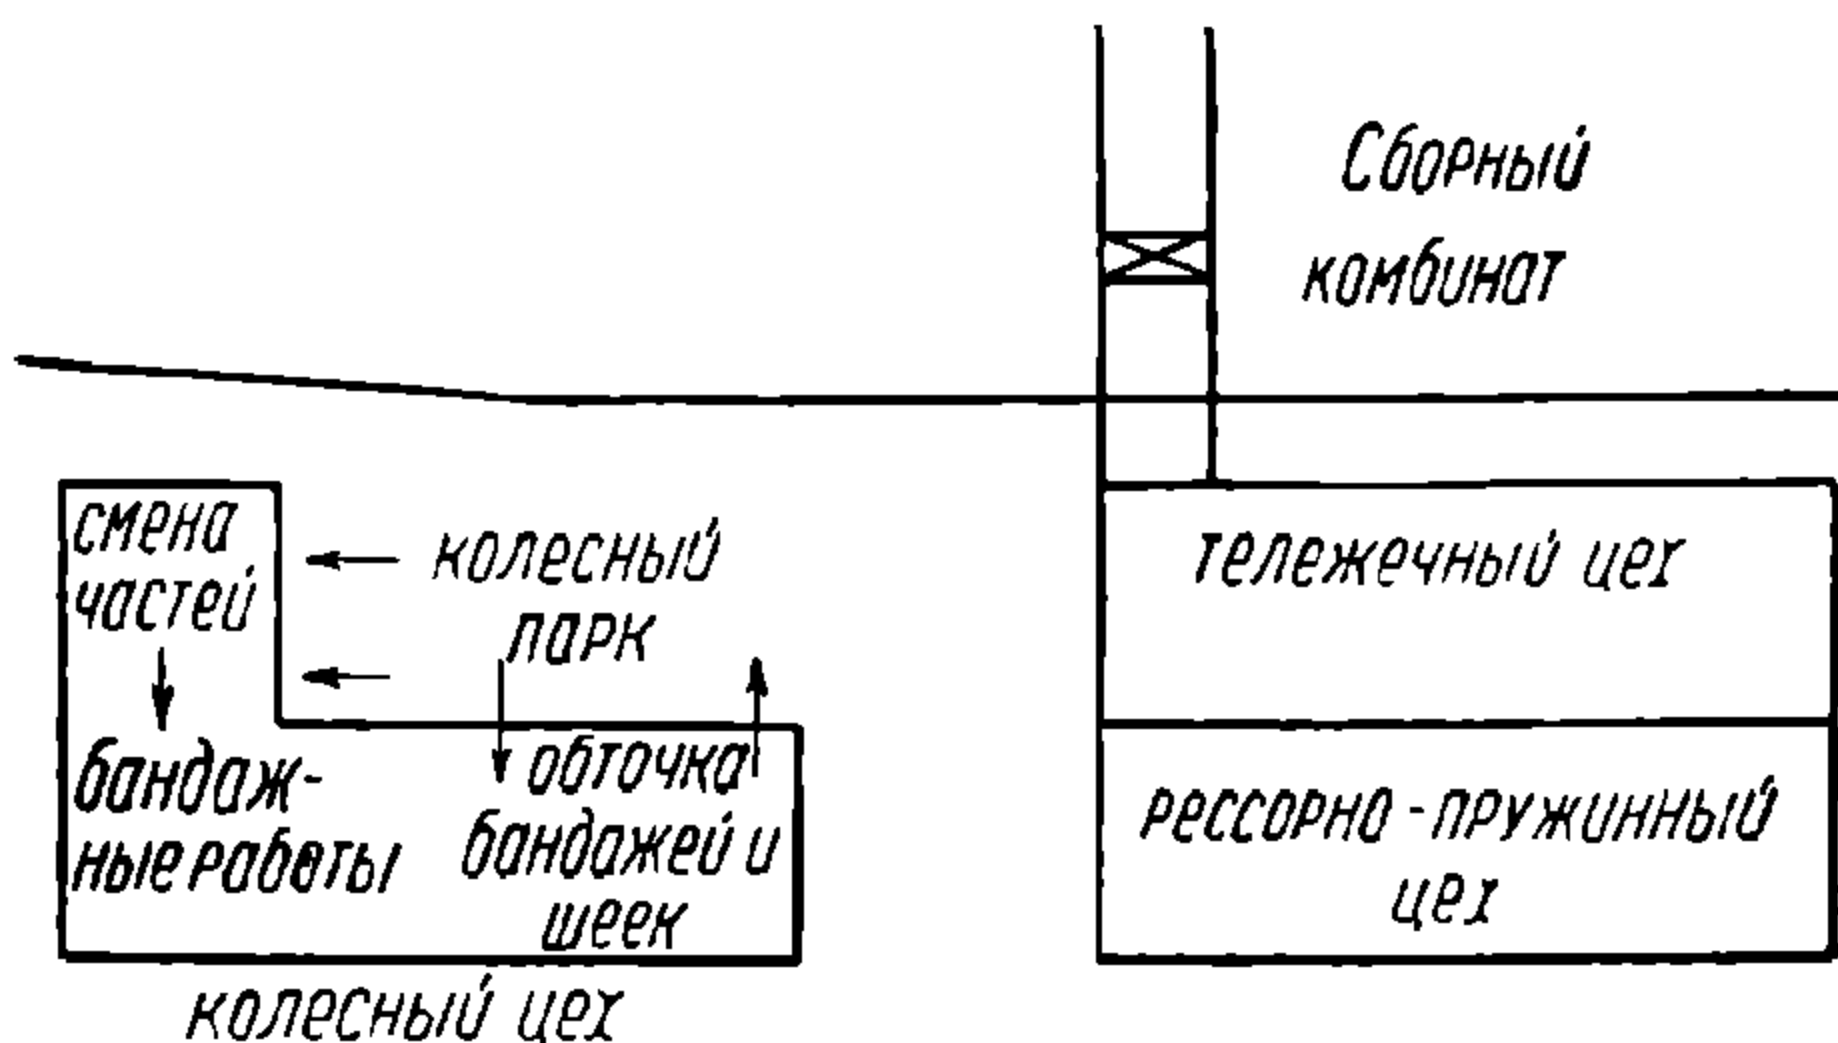 Сборный
комбинат
смена
частей
колесный
парк
бандаж-
ные работы
обточка
бандажей и
шеек
колесный цех
тележечный цех
рессорно-пружинный
цех